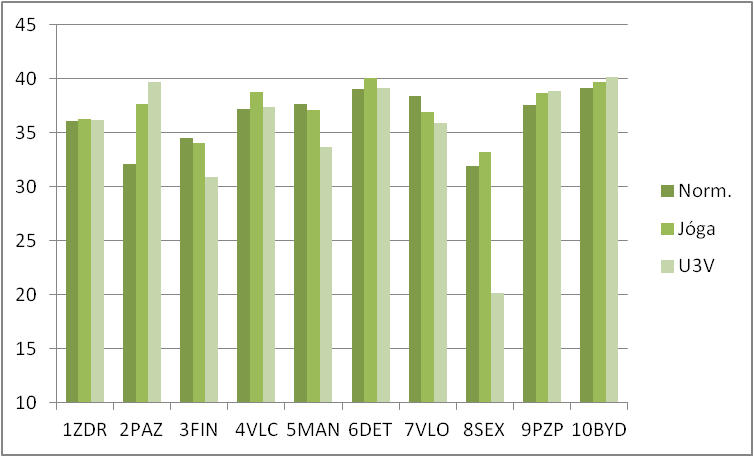 45
40
35
30
25
20
15
10
1ZDR 2PAZ 3FIN 4VLC 5MAN 6DET 7VLO 8SEX 9PZP 10BYD
Norm.
Jóga
U3V